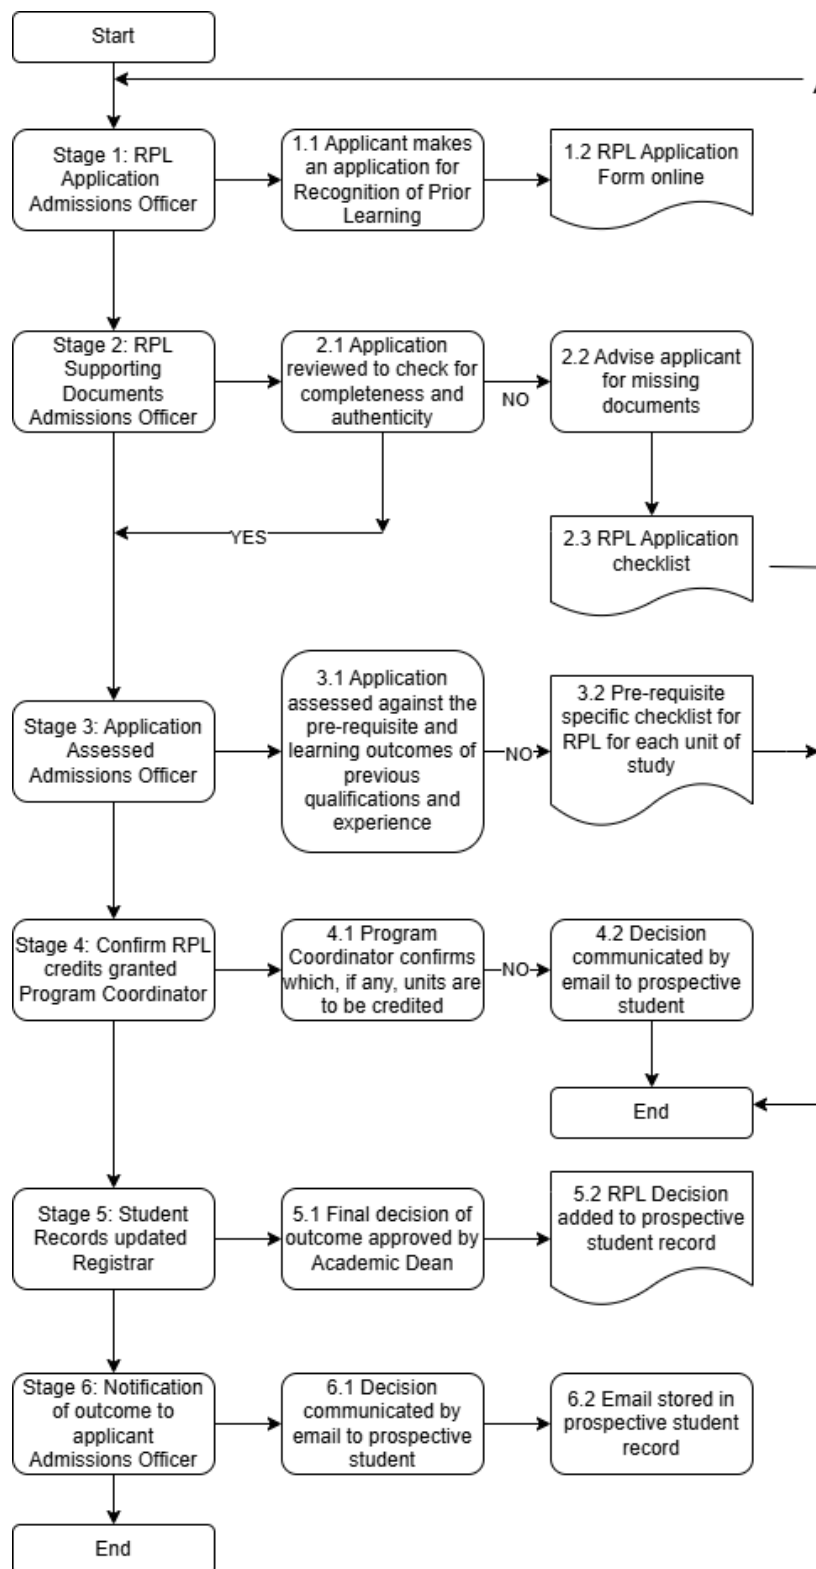 Start
Stage 1: RPL
Application
Admissions Officer
1.1 Applicant makes
an application for
Recognition of Prior
Learning
1.2 RPL Application
Form online
Stage 2: RPL
Supporting
Documents
Admissions Officer
2.1 Application
reviewed to check for
completeness and
authenticity
NO
2.2 Advise applicant
for missing
documents
YES
2.3 RPL Application
checklist
Stage 3: Application
Assessed
Admissions Officer
3.1 Application
assessed against the
pre-requisite and
learning outcomes of
previous
qualifications and
experience
NO
3.2 Pre-requisite
specific checklist for
RPL for each unit of
study
Stage 4: Confirm RPL
credits granted
Program Coordinator
4.1 Program
Coordinator confirms
which, if any, units are
to be credited
NO
4.2 Decision
communicated by
email to prospective
student
End
Stage 5: Student
Records updated
Registrar
5.1 Final decision of
outcome approved by
Academic Dean
5.2 RPL Decision
added to prospective
student record
Stage 6: Notification
of outcome to
applicant
Admissions Officer
6.1 Decision
communicated by
email to prospective
student
6.2 Email stored in
prospective student
record
End